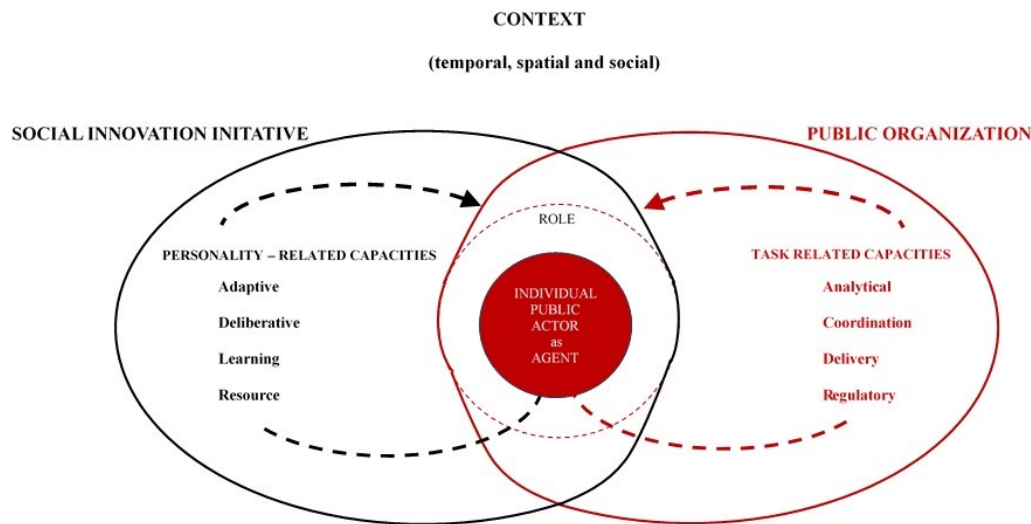 CONTEXT
(temporal, spatial and social)
SOCIAL INNOVATION INITATIVE
PUBLIC ORGANIZATION
ROLE
PERSONALITY – RELATED CAPACITIES
Adaptive
Deliberative
Learning
Resource
INDIVIDUAL
PUBLIC
ACTOR
as
AGENT
TASK RELATED CAPACITIES
Analytical
Coordination
Delivery
Regulatory